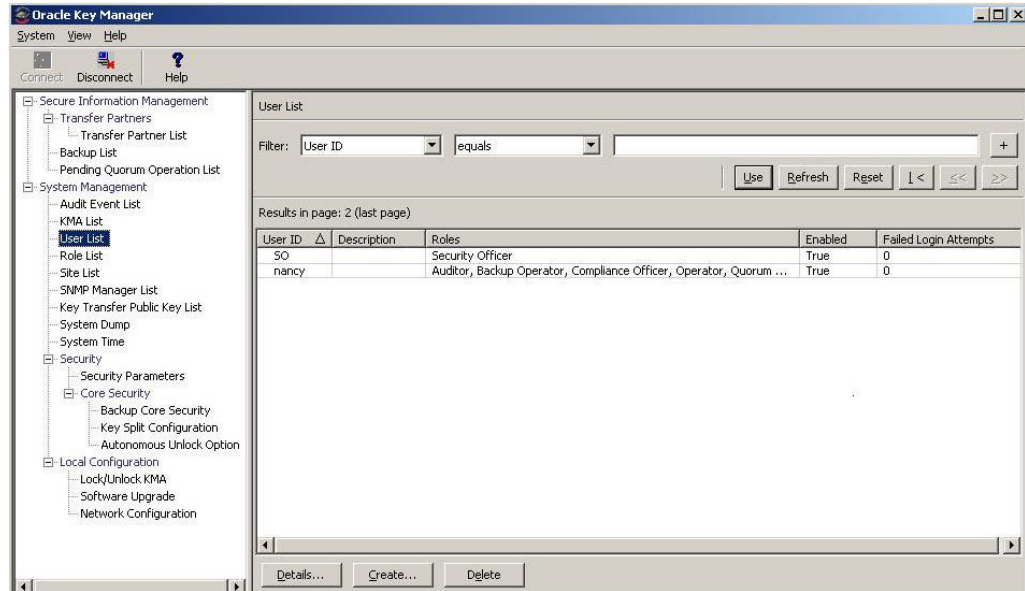 Oracle Key Manager
System View Help
Connect Disconnect Help
Secure Information Management
Transfer Partners
Transfer Partner List
Backup List
Pending Quorum Operation List
System Management
Audit Event List
KMA List
User List
Role List
Site List
SNMP Manager List
Key Transfer Public Key List
System Dump
System Time
Security
Security Parameters
Core Security
Backup Core Security
Key Split Configuration
Autonomous Unlock Option
Local Configuration
Lock/Unlock KMA
Software Upgrade
Network Configuration
User List
Filter: User ID equals +
Use Refresh Reset |< << >>
Results in page: 2 (last page)
User ID Description Roles Enabled Failed Login Attempts
SO Security Officer True 0
nancy Auditor, Backup Operator, Compliance Officer, Operator, Quorum ... True 0
Details... Create... Delete